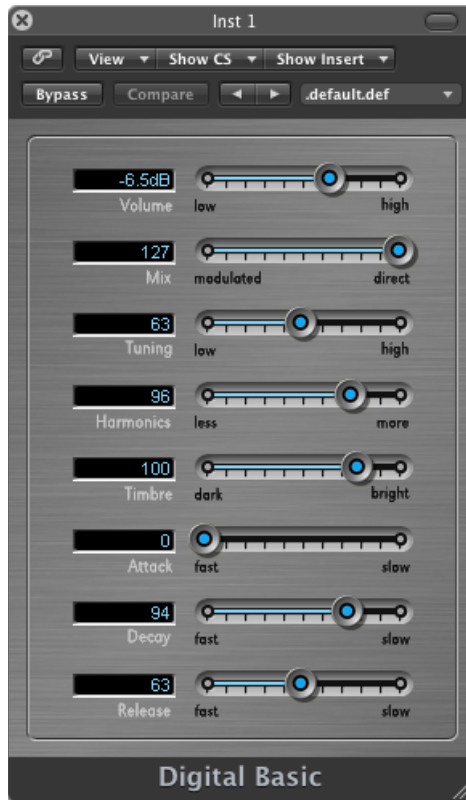 Inst 1
View Show CS Show Insert
Bypass Compare .default.def
-6.5dB
Volume low high
127
Mix modulated direct
63
Tuning low high
96
Harmonics less more
100
Timbre dark bright
0
Attack fast slow
94
Decay fast slow
63
Release fast slow
Digital Basic